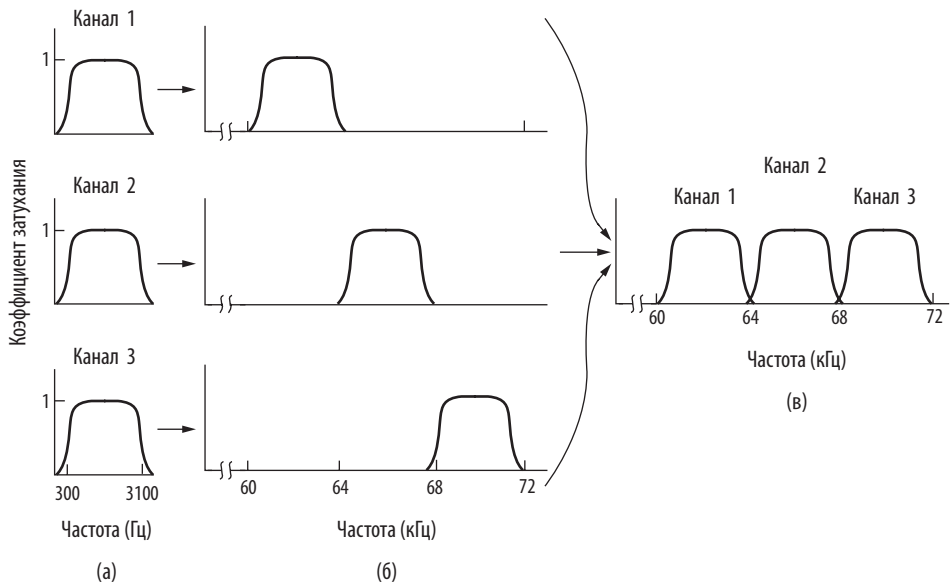 Коэффициент затухания
Канал 1
1
Канал 2
1
Канал 3
1
300 3100
Частота (Гц)
(а)
60 64 68 72
Частота (кГц)
(б)
Канал 2
Канал 1 Канал 3
60 64 68 72
Частота (кГц)
(в)